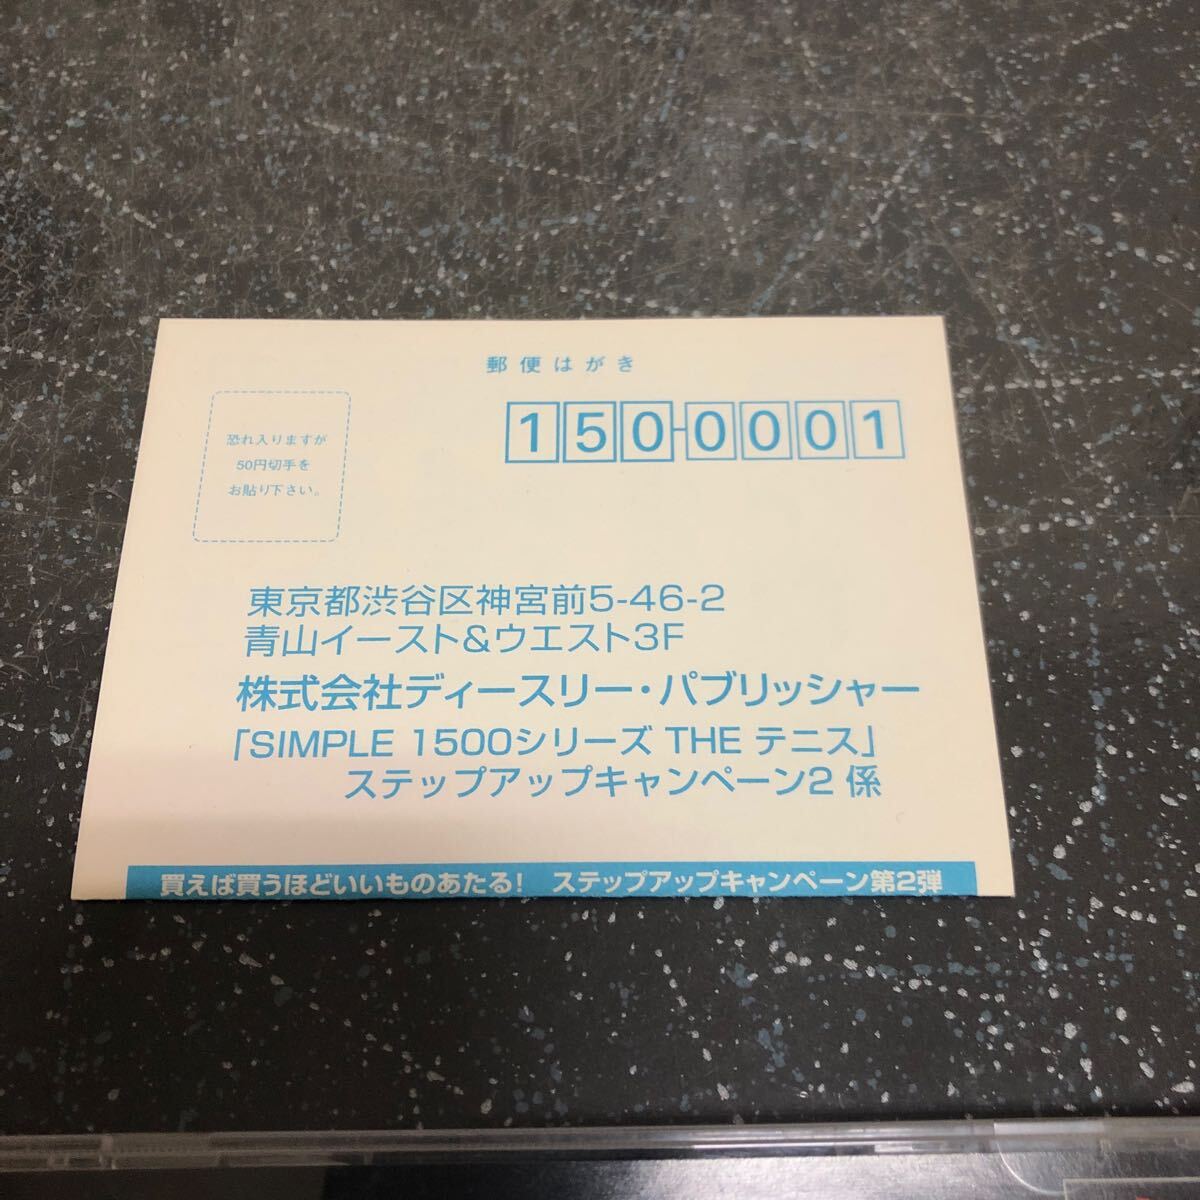 郵便はがき
150-0001
恐れ入りますが
50円切手を
お貼り下さい。
東京都渋谷区神宮前5-46-2
青山イースト&ウエスト3F
株式会社ディースリー・パブリッシャー
「SIMPLE 1500シリーズ THE テニス」
ステップアップキャンペーン2 係
買えば買うほどいいものあたる! ステップアップキャンペーン第2弾